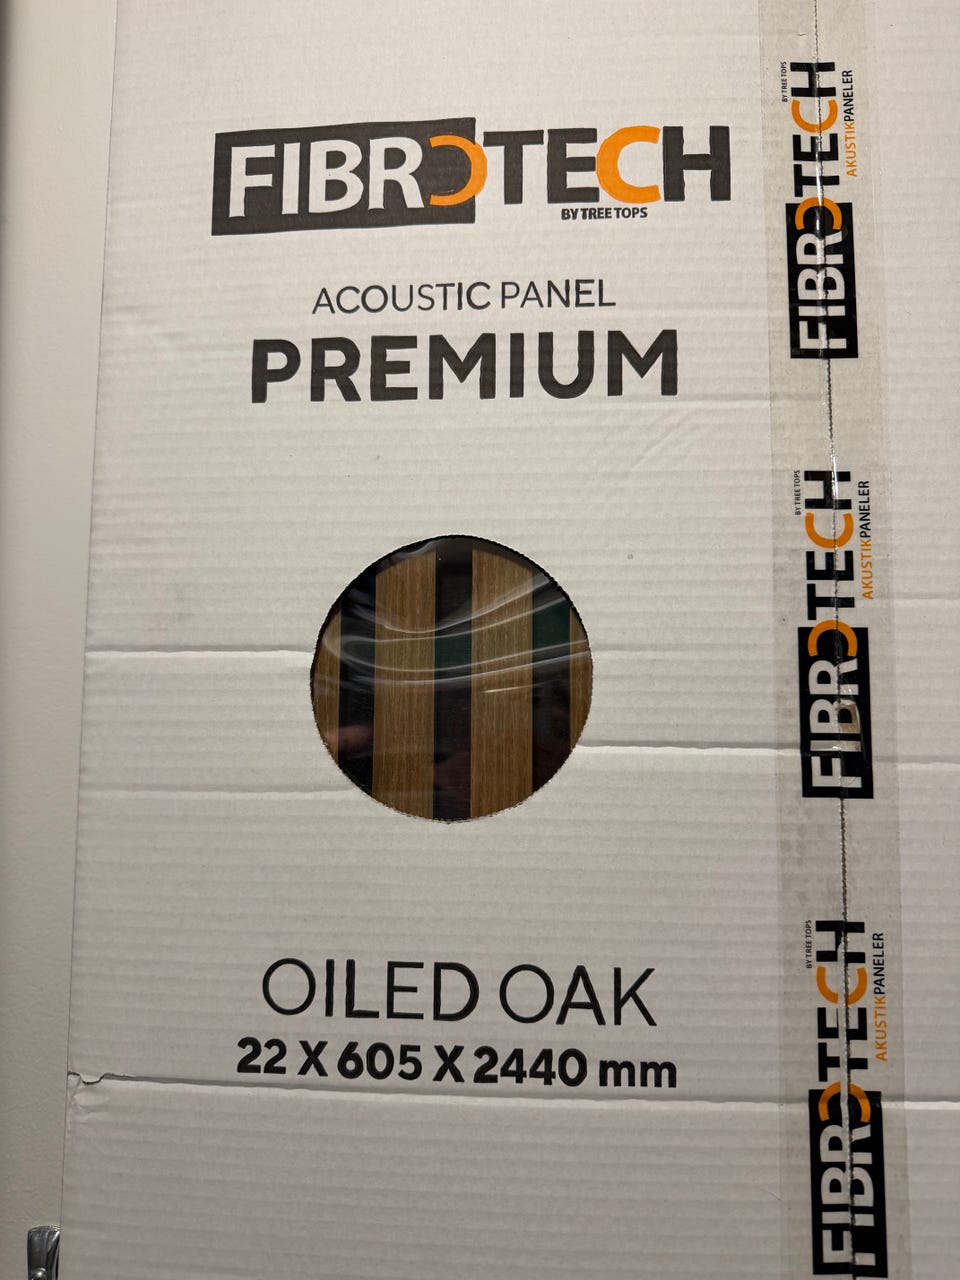 FIBROTECH
BY TREE TOPS
ACOUSTIC PANEL
PREMIUM
OILED OAK
22 X 605 X 2440 mm
FIBROTECH
BY TREE TOPS
AKUSTIKPANELER
FIBROTECH
BY TREE TOPS
AKUSTIKPANELER
FIBROTECH
BY TREE TOPS
AKUSTIKPANELER